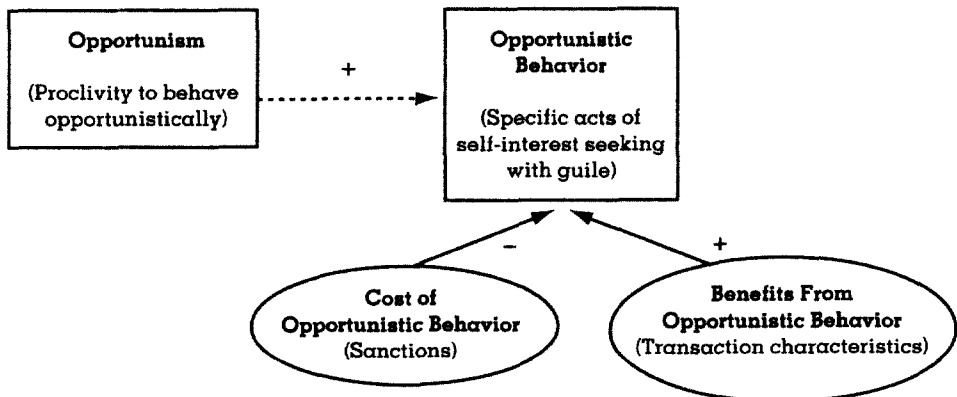 Opportunism
(Proclivity to behave
opportunistically)
+
Opportunistic
Behavior
(Specific acts of
self-interest seeking
with guile)
−
+
Cost of
Opportunistic Behavior
(Sanctions)
Benefits From
Opportunistic Behavior
(Transaction characteristics)